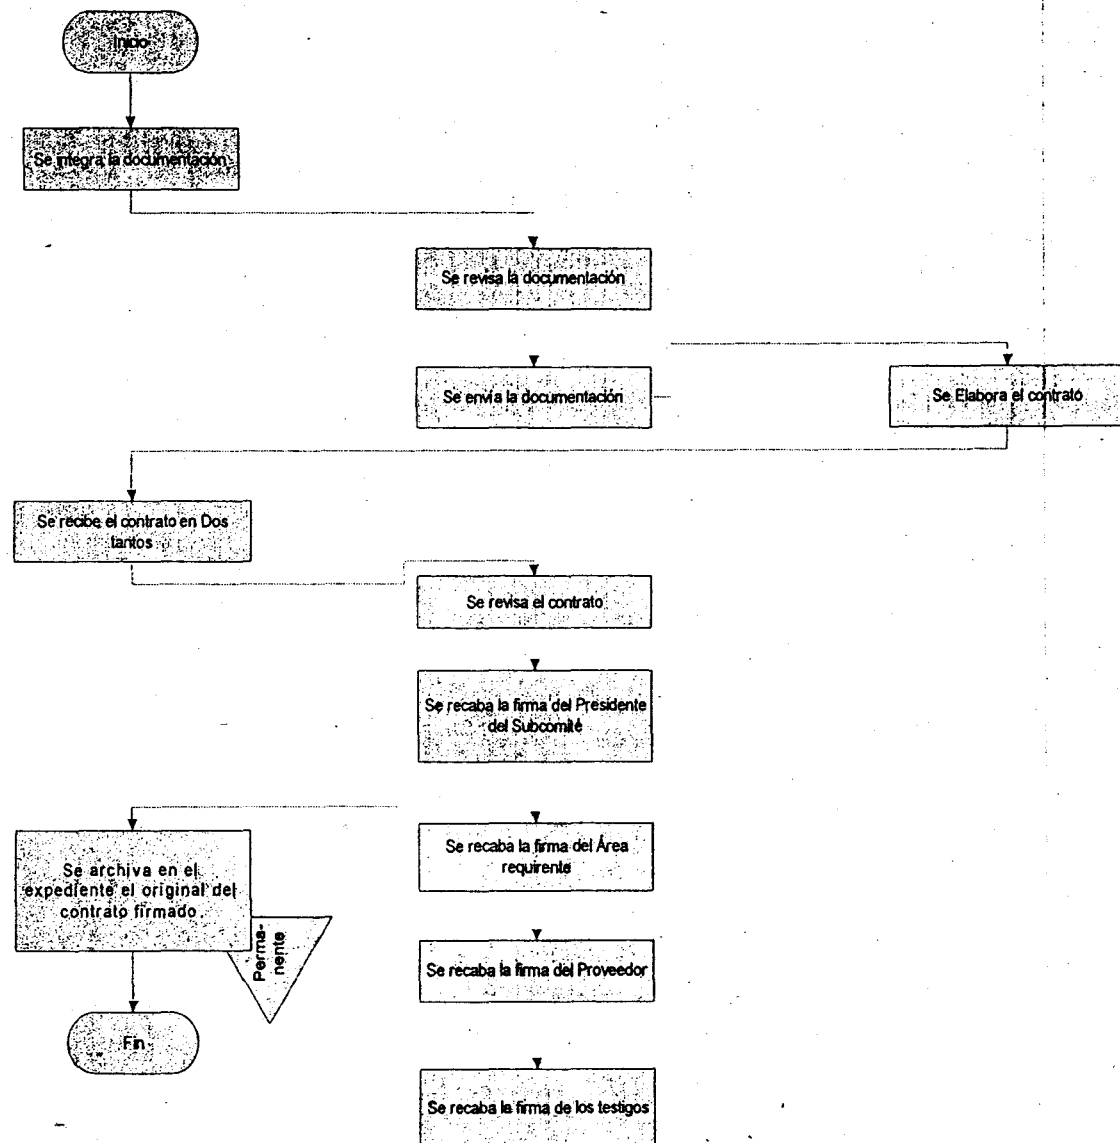 Inicio
Se integra la documentación
Se revisa la documentación
Se envía la documentación
Se Elabora el contrato
Se recibe el contrato en Dos
tantos
Se revisa el contrato
Se recaba la firma del Presidente
del Subcomité
Se recaba la firma del Área
requirente
Se archiva en el
expediente el original del
contrato firmado.
Perma-
nente
Se recaba la firma del Proveedor
Fin
Se recaba la firma de los testigos